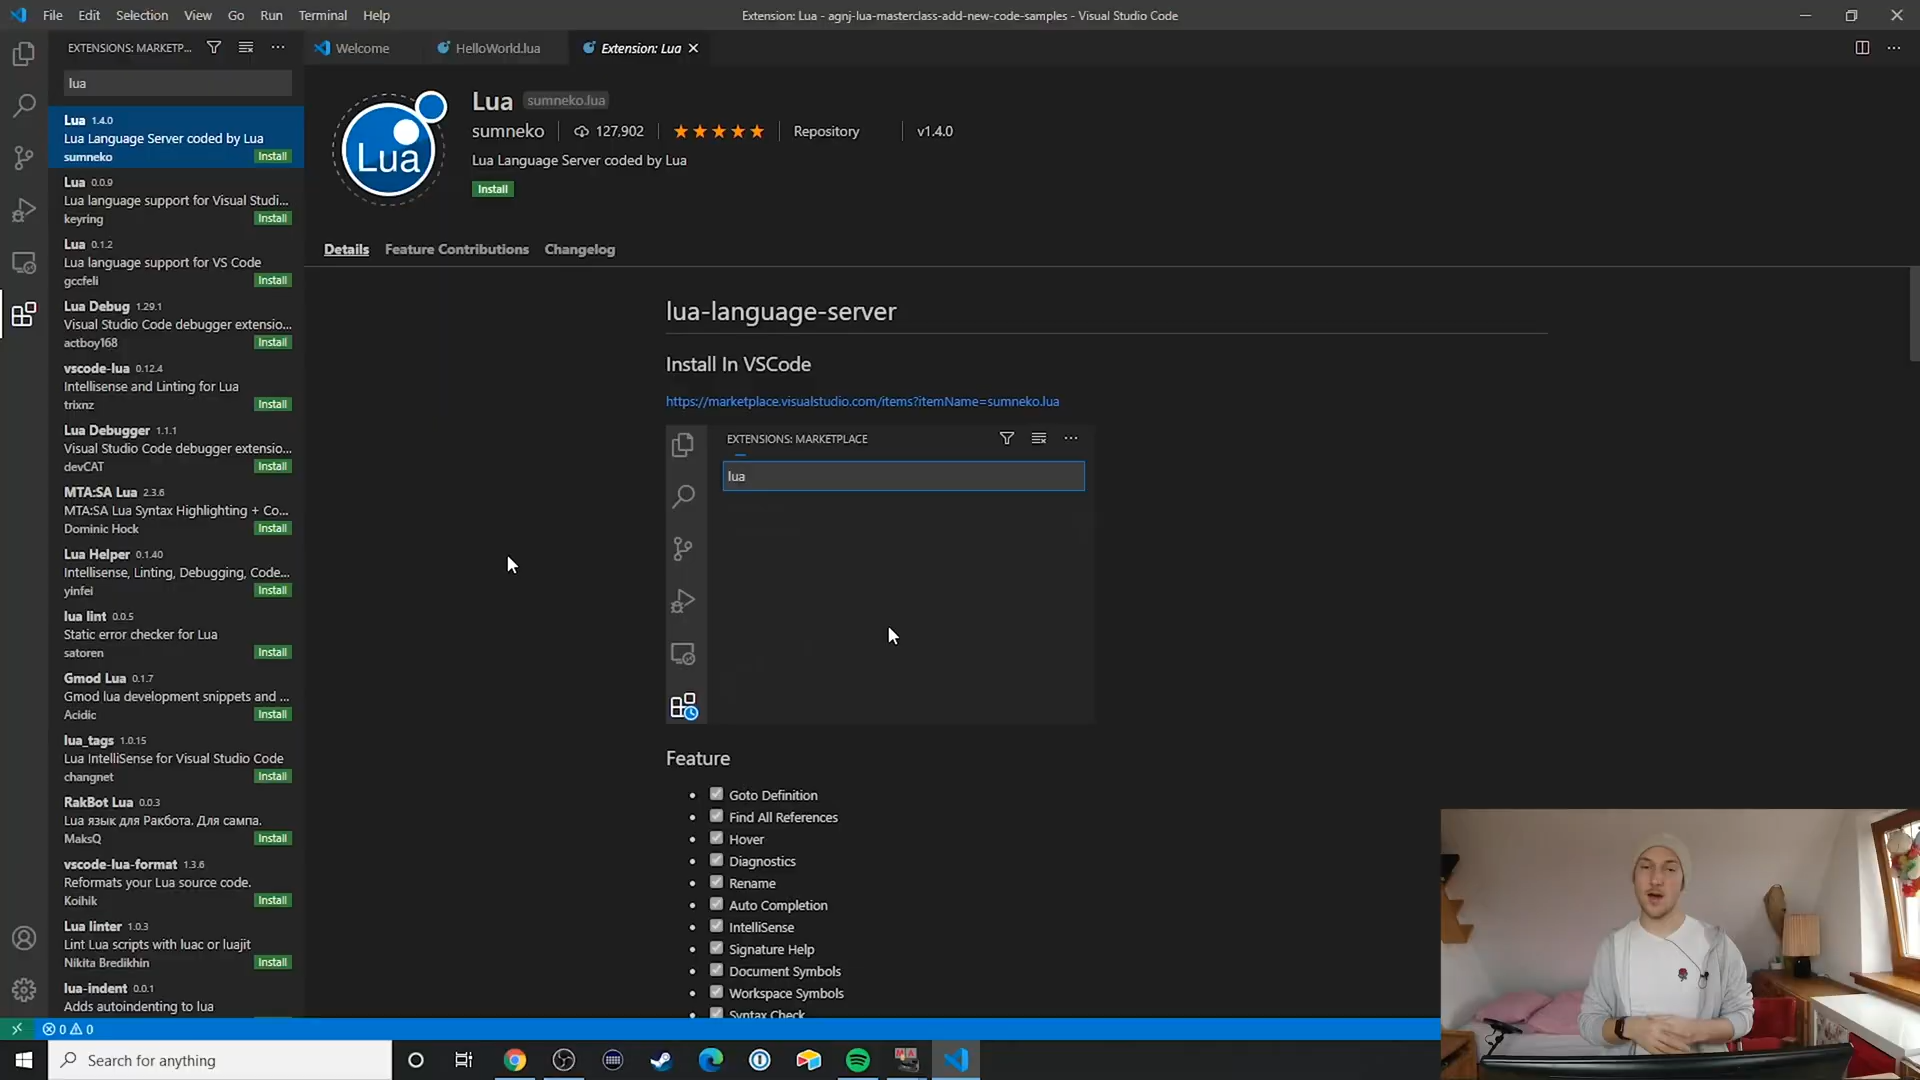 File Edit Selection View Go Run Terminal Help
Extension: Lua - agnj-lua-masterclass-add-new-code-samples - Visual Studio Code
EXTENSIONS: MARKETP...
lua
Lua 1.4.0
Lua Language Server coded by Lua
sumneko Install
Lua 0.0.9
Lua language support for Visual Studi...
keyring Install
Lua 0.1.2
Lua language support for VS Code
gccfeli Install
Lua Debug 1.29.1
Visual Studio Code debugger extensio...
actboy168 Install
vscode-lua 0.12.4
Intellisense and Linting for Lua
trixnz Install
Lua Debugger 1.1.1
Visual Studio Code debugger extensio...
devCAT Install
MTA:SA Lua 2.3.6
MTA:SA Lua Syntax Highlighting + Co...
Dominic Hock Install
Lua Helper 0.1.40
Intellisense, Linting, Debugging, Code...
yinfei Install
lua lint 0.0.5
Static error checker for Lua
satoren Install
Gmod Lua 0.1.7
Gmod lua development snippets and ...
Acidic Install
lua_tags 1.0.15
Lua IntelliSense for Visual Studio Code
changnet Install
RakBot Lua 0.0.3
Lua язык для Ракбота. Для сампа.
MaksQ Install
vscode-lua-format 1.3.6
Reformats your Lua source code.
Koihik Install
Lua linter 1.0.3
Lint Lua scripts with luac or luajit
Nikita Bredikhin Install
lua-indent 0.0.1
Adds autoindenting to lua
Welcome HelloWorld.lua Extension: Lua
Lua
Lua sumneko.lua
sumneko 127,902 Repository v1.4.0
Lua Language Server coded by Lua
Install
Details Feature Contributions Changelog
lua-language-server
Install In VSCode
https://marketplace.visualstudio.com/items?itemName=sumneko.lua
EXTENSIONS: MARKETPLACE
lua
Feature
Goto Definition
Find All References
Hover
Diagnostics
Rename
Auto Completion
IntelliSense
Signature Help
Document Symbols
Workspace Symbols
Syntax Check
0 0
Search for anything